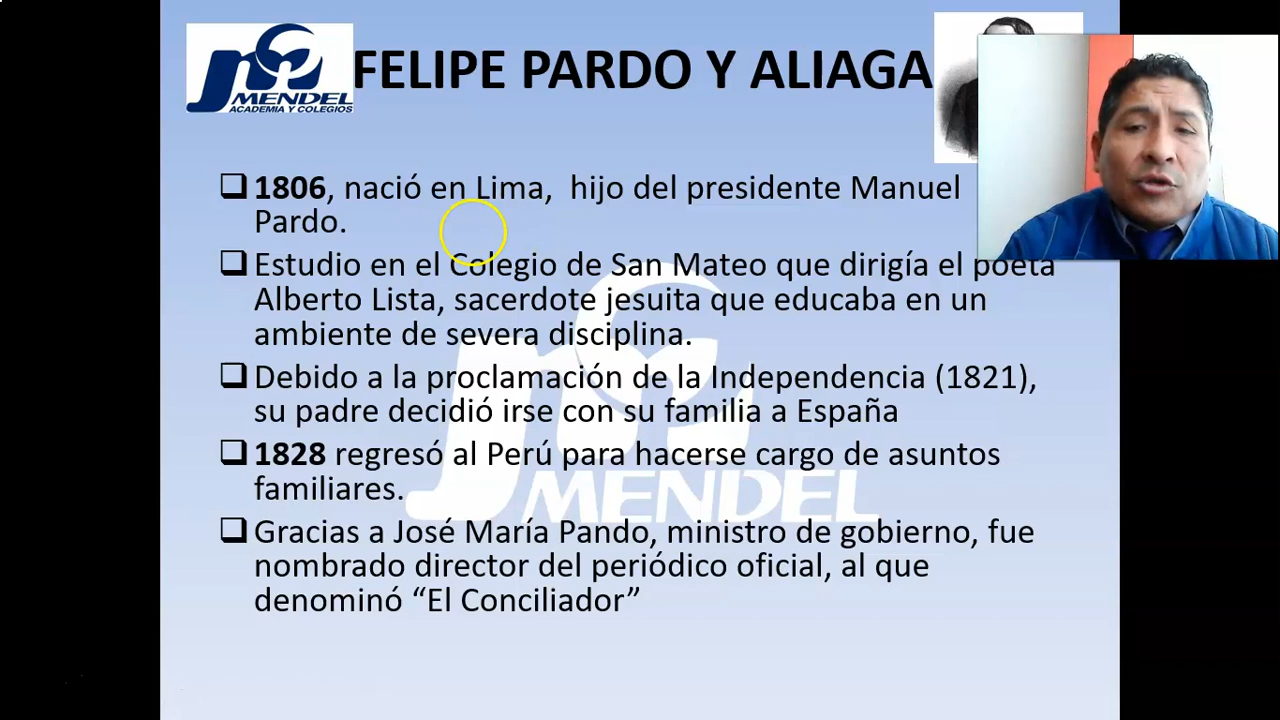 MENDEL
ACADEMIA Y COLEGIOS
FELIPE PARDO Y ALIAGA
1806, nació en Lima, hijo del presidente Manuel
Pardo.
Estudio en el Colegio de San Mateo que dirigía el poeta
Alberto Lista, sacerdote jesuita que educaba en un
ambiente de severa disciplina.
Debido a la proclamación de la Independencia (1821),
su padre decidió irse con su familia a España
1828 regresó al Perú para hacerse cargo de asuntos
familiares.
MENDEL
Gracias a José María Pando, ministro de gobierno, fue
nombrado director del periódico oficial, al que
denominó “El Conciliador”